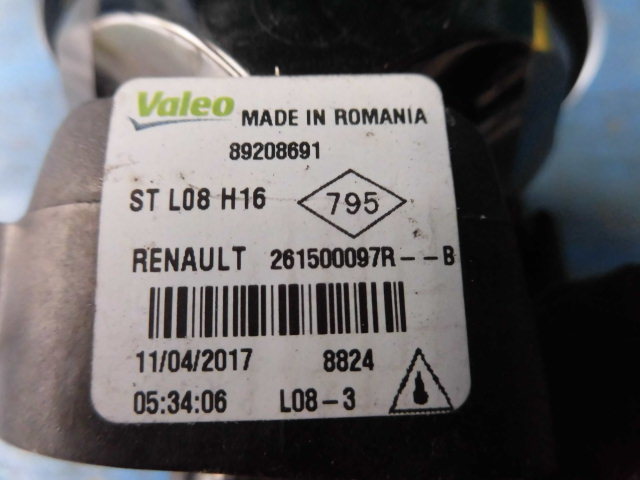 Valeo MADE IN ROMANIA
89208691
ST L08 H16 795
RENAULT 261500097R--B
11/04/2017 8824
05:34:06 L08-3